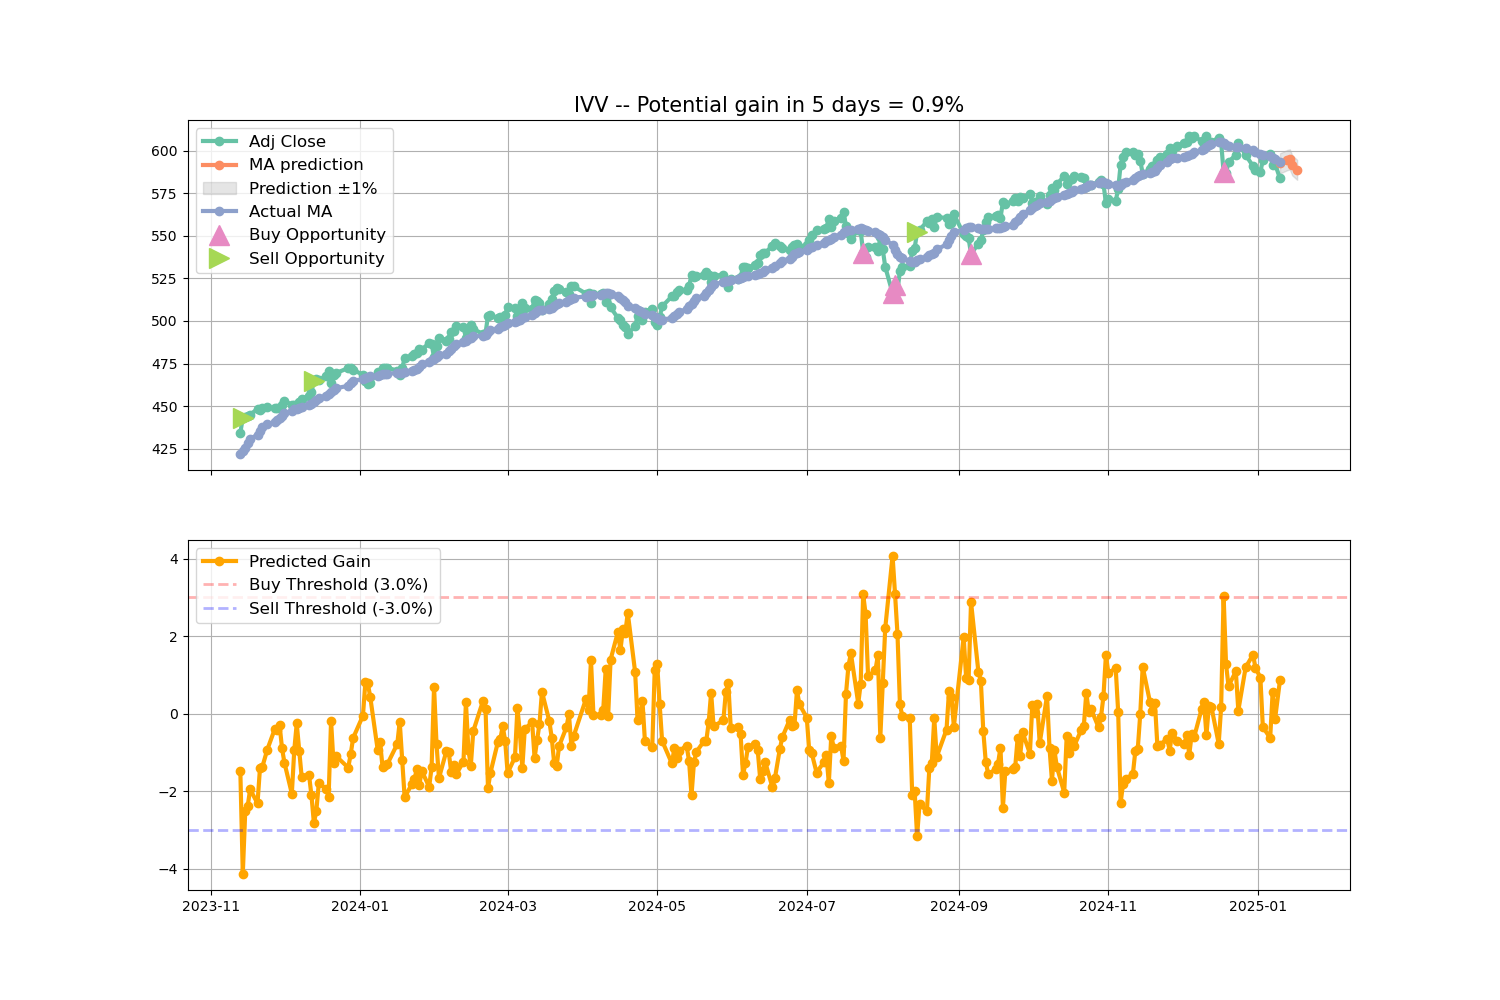 IVV -- Potential gain in 5 days = 0.9%
Adj Close
MA prediction
Prediction ±1%
Actual MA
Buy Opportunity
Sell Opportunity
600
575
550
525
500
475
450
425
Predicted Gain
Buy Threshold (3.0%)
Sell Threshold (-3.0%)
4
2
0
−2
−4
2023-11 2024-01 2024-03 2024-05 2024-07 2024-09 2024-11 2025-01